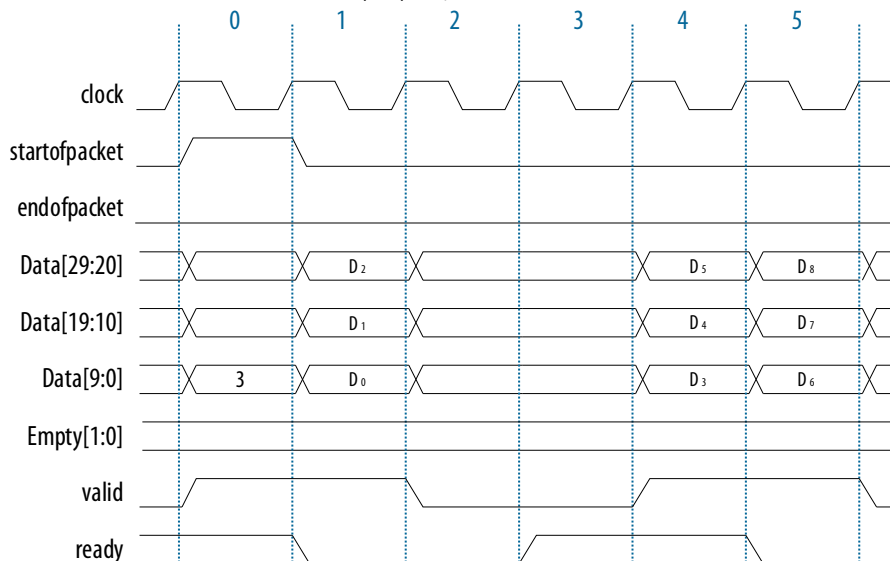 0 1 2 3 4 5
clock
startofpacket
endofpacket
Data[29:20] D2 D5 D8
Data[19:10] D1 D4 D7
Data[9:0] 3 D0 D3 D6
Empty[1:0]
valid
ready